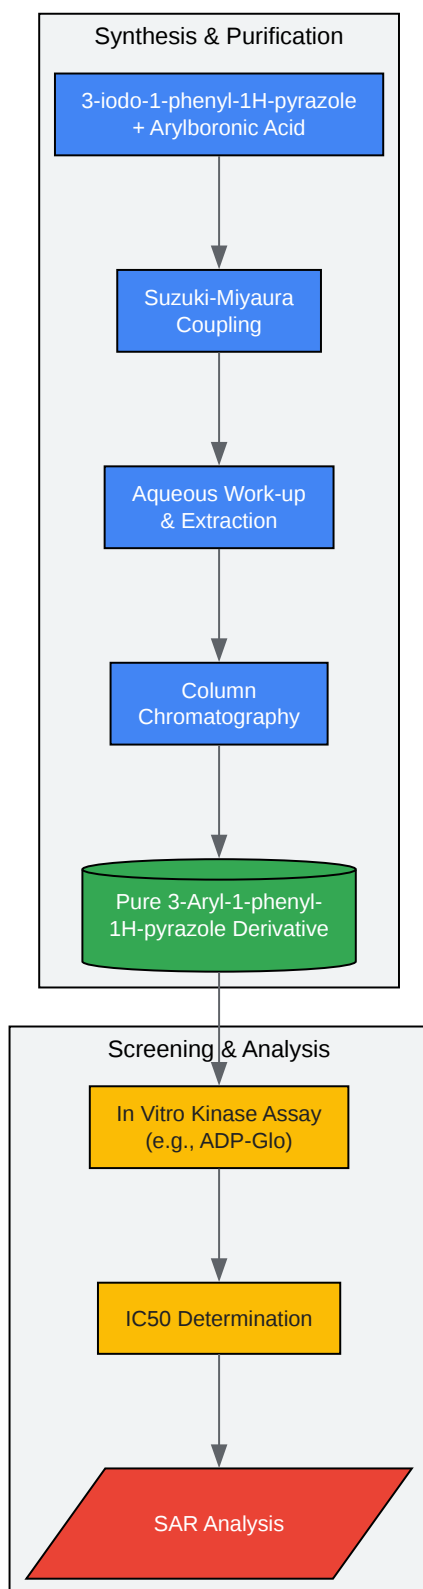 Synthesis & Purification
3-iodo-1-phenyl-1H-pyrazole
+ Arylboronic Acid
Suzuki-Miyaura
Coupling
Aqueous Work-up
& Extraction
Column
Chromatography
Pure 3-Aryl-1-phenyl-
1H-pyrazole Derivative
Screening & Analysis
In Vitro Kinase Assay
(e.g., ADP-Glo)
IC50 Determination
SAR Analysis